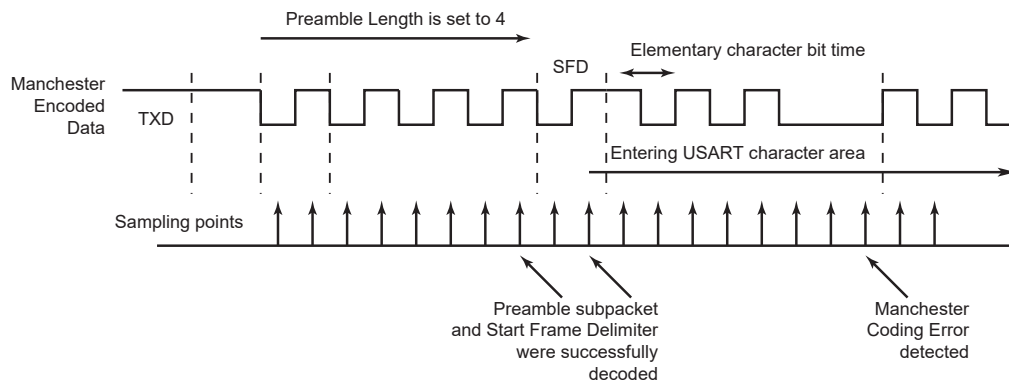 Preamble Length is set to 4
Elementary character bit time
SFD
Manchester
Encoded
Data
TXD
Entering USART character area
Sampling points
Preamble subpacket
and Start Frame Delimiter
were successfully
decoded
Manchester
Coding Error
detected